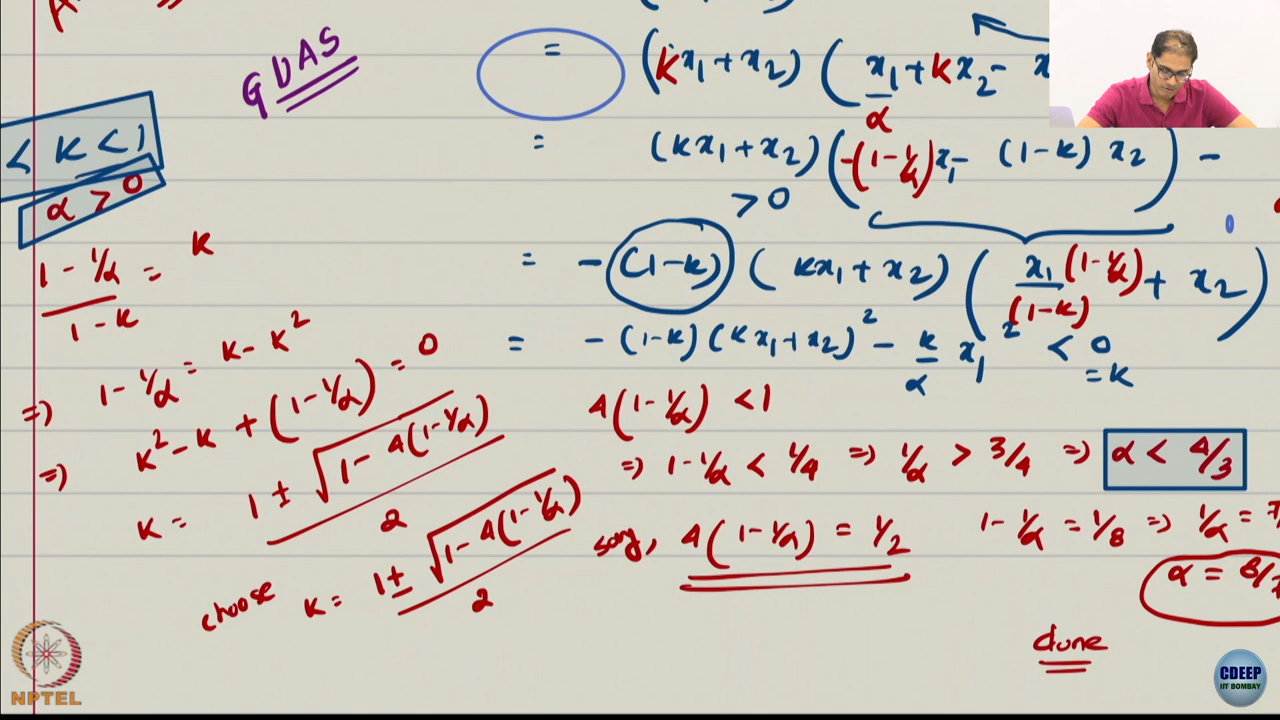 GUAS
= (kx₁ + x₂) ( x₁/α + kx₂ –
< k < 1
α > 0
= (kx₁ + x₂) ( -(1 - 1/α)x₁ - (1-k) x₂ ) –
> 0
(1 - 1/α)/(1-k) = k
= -(1-k) ( kx₁ + x₂) ( x₁(1-1/α)/(1-k) + x₂ )
⇒) 1 - 1/α = k - k²
= - (1-k) (kx₁ + x₂)² - k/α x₁² < 0
= k
⇒) k² - k + (1 - 1/α) = 0
4(1 - 1/α) < 1
k = (1 ± √(1 - 4(1-1/α)))/2
⇒) 1 - 1/α < 1/4 ⇒) 1/α > 3/4 ⇒) α < 4/3
choose k = (1 ± √(1 - 4(1-1/α)))/2
say, 4(1 - 1/α) = 1/2
1 - 1/α = 1/8 ⇒) 1/α = 7/
α = 8/7
done
NPTEL
CDEEP
IIT BOMBAY